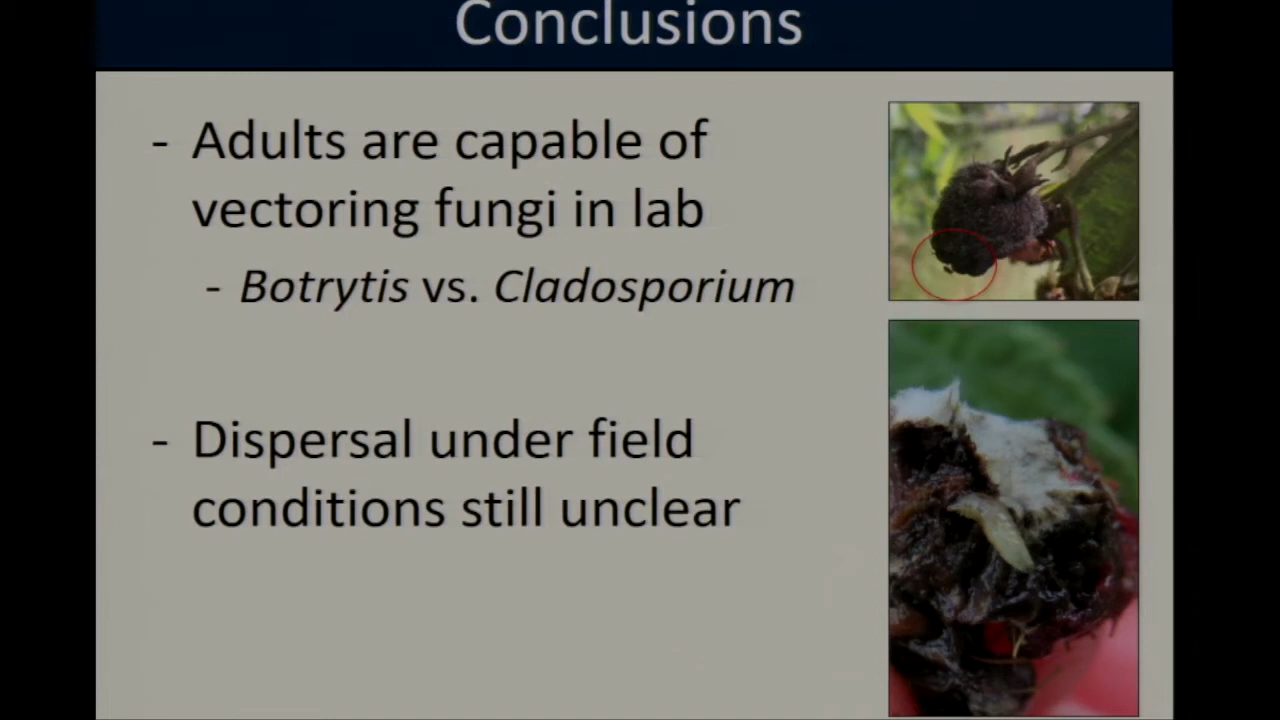 Conclusions
- Adults are capable of
vectoring fungi in lab
- Botrytis vs. Cladosporium
- Dispersal under field
conditions still unclear